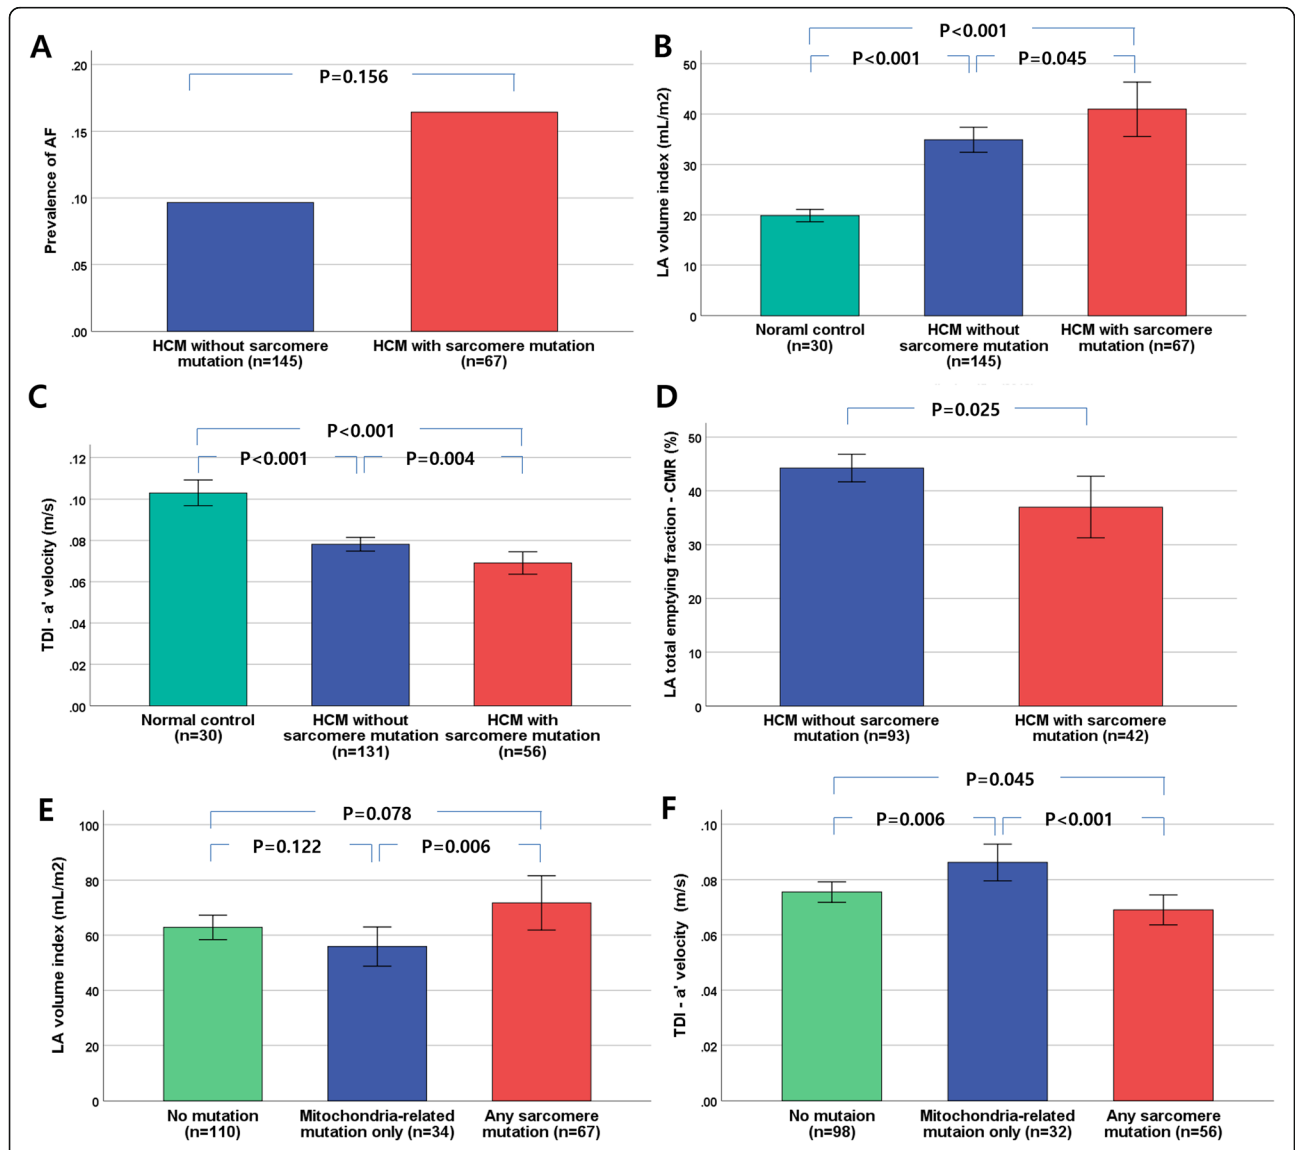 A
P=0.156
Prevalence of AF
.20
.15
.10
.05
.00
HCM without sarcomere
mutation (n=145)
HCM with sarcomere mutation
(n=67)
B
P<0.001
P<0.001
P=0.045
LA volume index (mL/m2)
50
40
30
20
10
0
Noraml control
(n=30)
HCM without
sarcomere mutation
(n=145)
HCM with sarcomere
mutation (n=67)
C
P<0.001
P<0.001
P=0.004
TDI - a' velocity (m/s)
.12
.10
.08
.06
.04
.02
.00
Normal control
(n=30)
HCM without
sarcomere mutation
(n=131)
HCM with
sarcomere mutation
(n=56)
D
P=0.025
LA total emptying fraction - CMR (%)
50
40
30
20
10
0
HCM without sarcomere
mutation (n=93)
HCM with sarcomere
mutation (n=42)
E
P=0.078
P=0.122
P=0.006
LA volume index (mL/m2)
100
80
60
40
20
0
No mutation
(n=110)
Mitochondria-related
mutation only (n=34)
Any sarcomere
mutation (n=67)
F
P=0.045
P=0.006
P<0.001
TDI - a' velocity (m/s)
.10
.08
.06
.04
.02
.00
No mutaion
(n=98)
Mitochondria-related
mutaion only (n=32)
Any sarcomere
mutation (n=56)